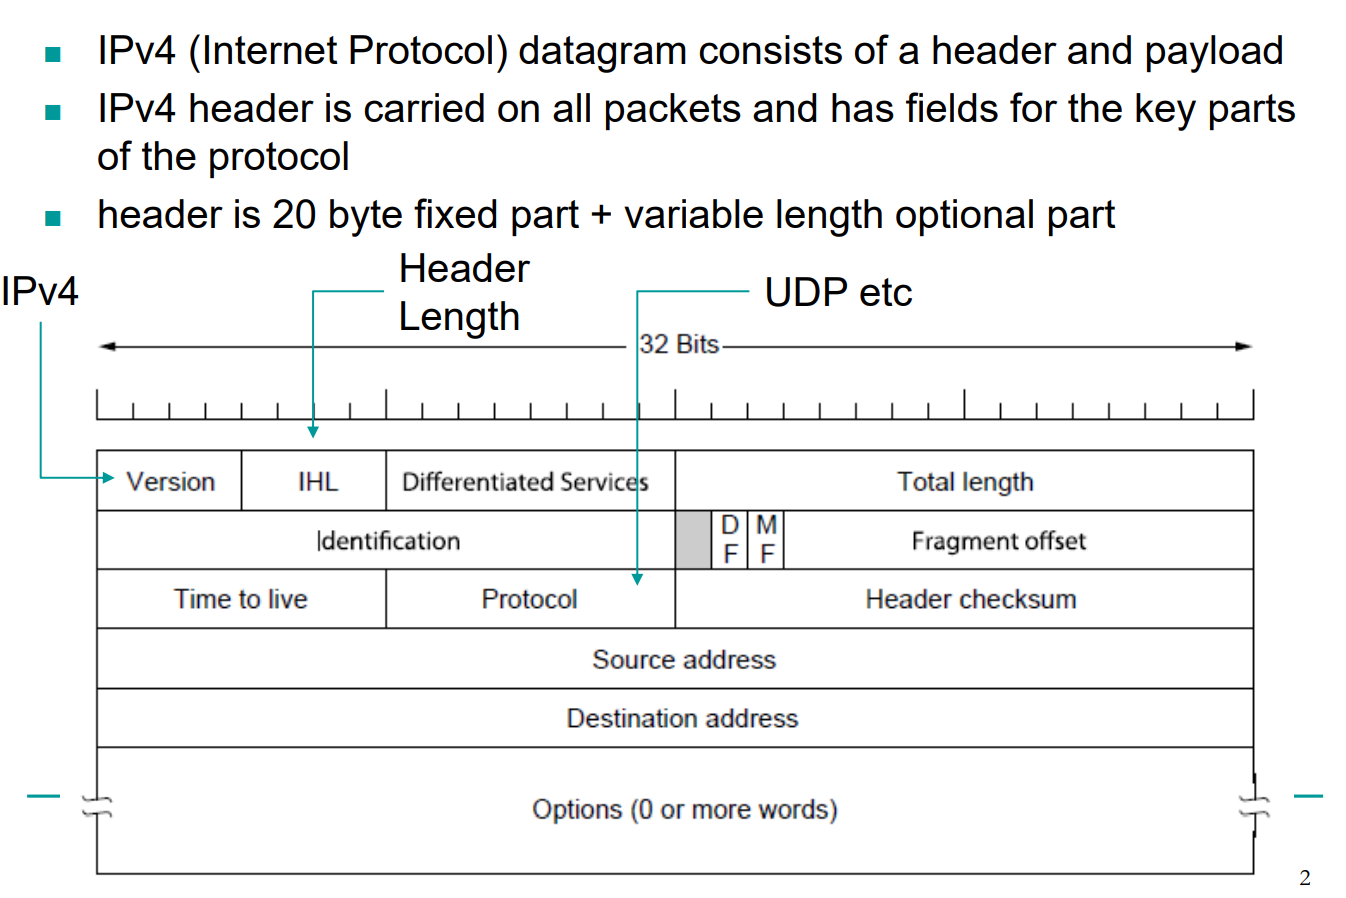 IPv4 (Internet Protocol) datagram consists of a header and payload
IPv4 header is carried on all packets and has fields for the key parts
of the protocol
header is 20 byte fixed part + variable length optional part
IPv4
Header
Length
UDP etc
32 Bits
Version
IHL
Differentiated Services
Total length
Identification
D
F
M
F
Fragment offset
Time to live
Protocol
Header checksum
Source address
Destination address
Options (0 or more words)
2